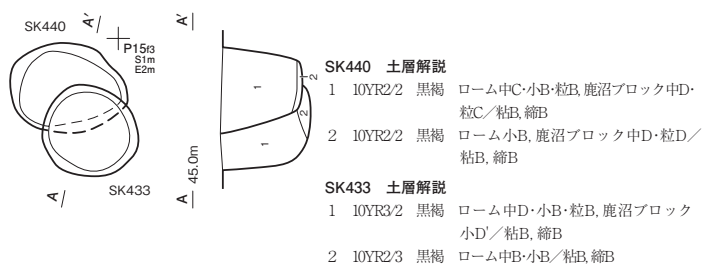 SK440
A′
P15f3
S1m
E2m
A
SK433
A′
1
2
2
1
A 45.0m
SK440 土層解説
1 10YR2/2 黒褐 ローム中C・小B・粒B, 鹿沼ブロック中D・
粒C／粘B, 締B
2 10YR2/2 黒褐 ローム小B, 鹿沼ブロック中D・粒D／
粘B, 締B
SK433 土層解説
1 10YR3/2 黒褐 ローム中D・小B・粒B, 鹿沼ブロック
小D'／粘B, 締B
2 10YR2/3 黒褐 ローム中B・小B／粘B, 締B